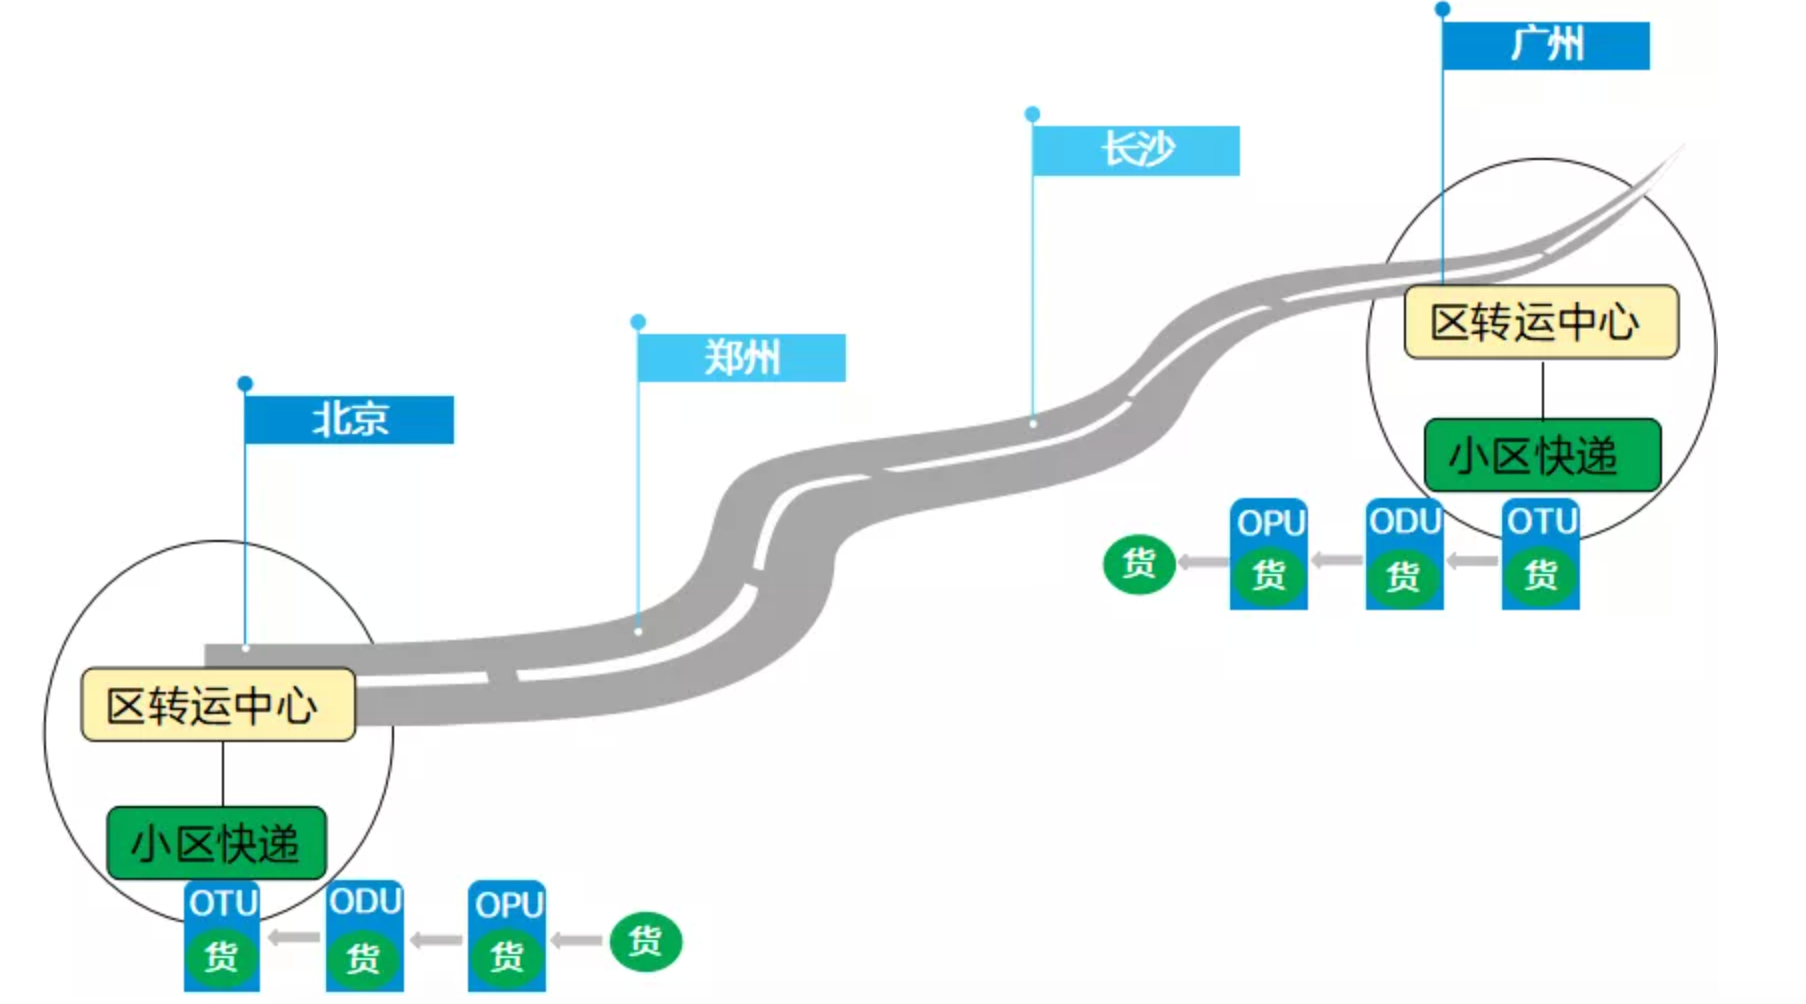 广州
长沙
郑州
北京
区转运中心
小区快递
OPU
ODU
OTU
货
货
货
货
区转运中心
小区快递
OTU
ODU
OPU
货
货
货
货